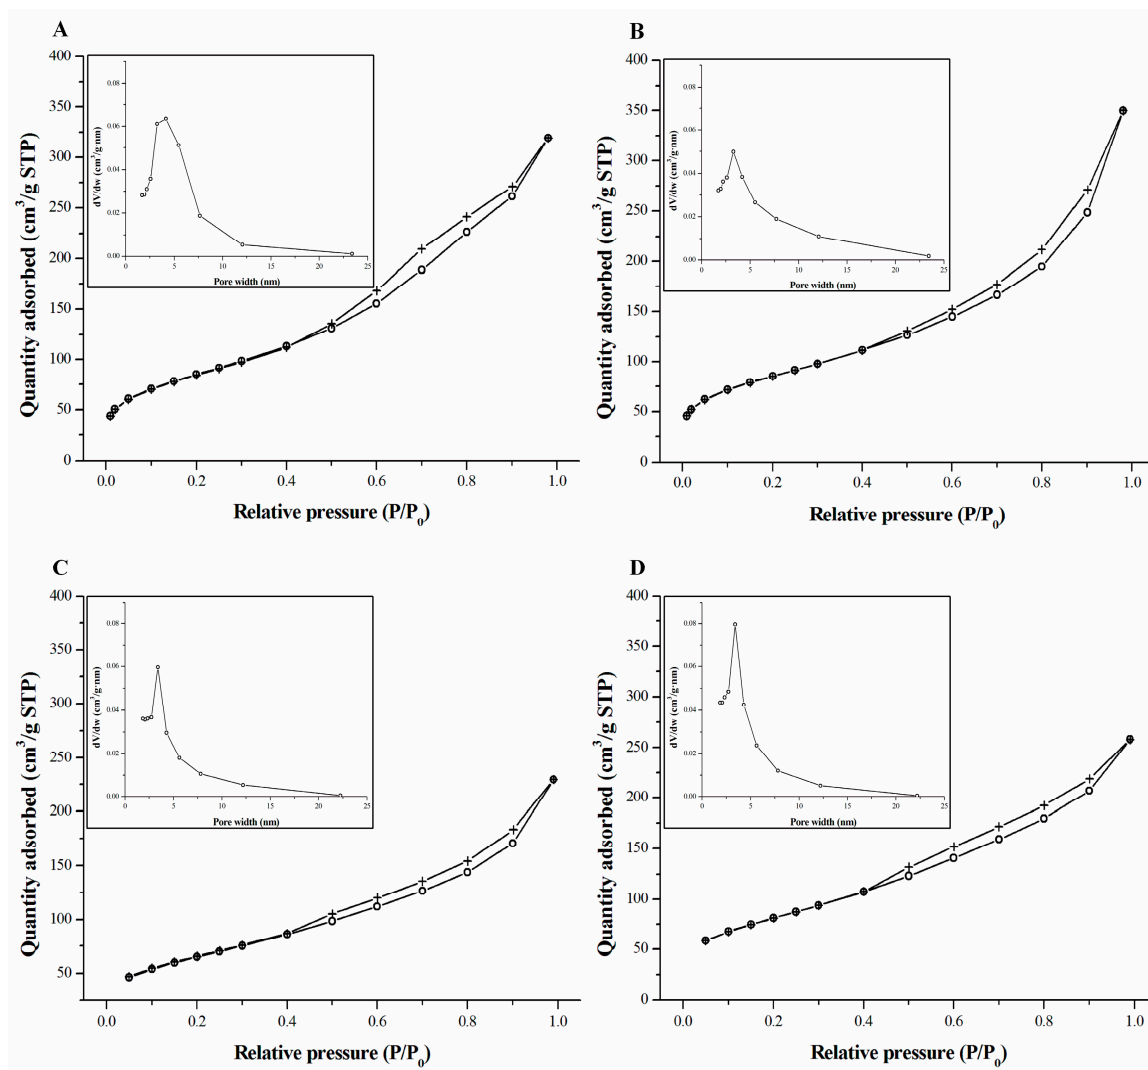 A
Quantity adsorbed (cm³/g STP)
400
350
300
250
200
150
100
50
0
0.0 0.2 0.4 0.6 0.8 1.0
Relative pressure (P/P₀)
dV/dw (cm³/g·nm)
0.08
0.06
0.04
0.02
0.00
0 5 10 15 20 25
Pore width (nm)
B
Quantity adsorbed (cm³/g STP)
400
350
300
250
200
150
100
50
0
0.0 0.2 0.4 0.6 0.8 1.0
Relative pressure (P/P₀)
dV/dw (cm³/g·nm)
0.08
0.06
0.04
0.02
0.00
0 5 10 15 20 25
Pore width (nm)
C
Quantity adsorbed (cm³/g STP)
400
350
300
250
200
150
100
50
0.0 0.2 0.4 0.6 0.8 1.0
Relative pressure (P/P₀)
dV/dw (cm³/g·nm)
0.08
0.06
0.04
0.02
0.00
0 5 10 15 20 25
Pore width (nm)
D
Quantity adsorbed (cm³/g STP)
400
350
300
250
200
150
100
50
0
0.0 0.2 0.4 0.6 0.8 1.0
Relative pressure (P/P₀)
dV/dw (cm³/g·nm)
0.08
0.06
0.04
0.02
0.00
0 5 10 15 20 25
Pore width (nm)